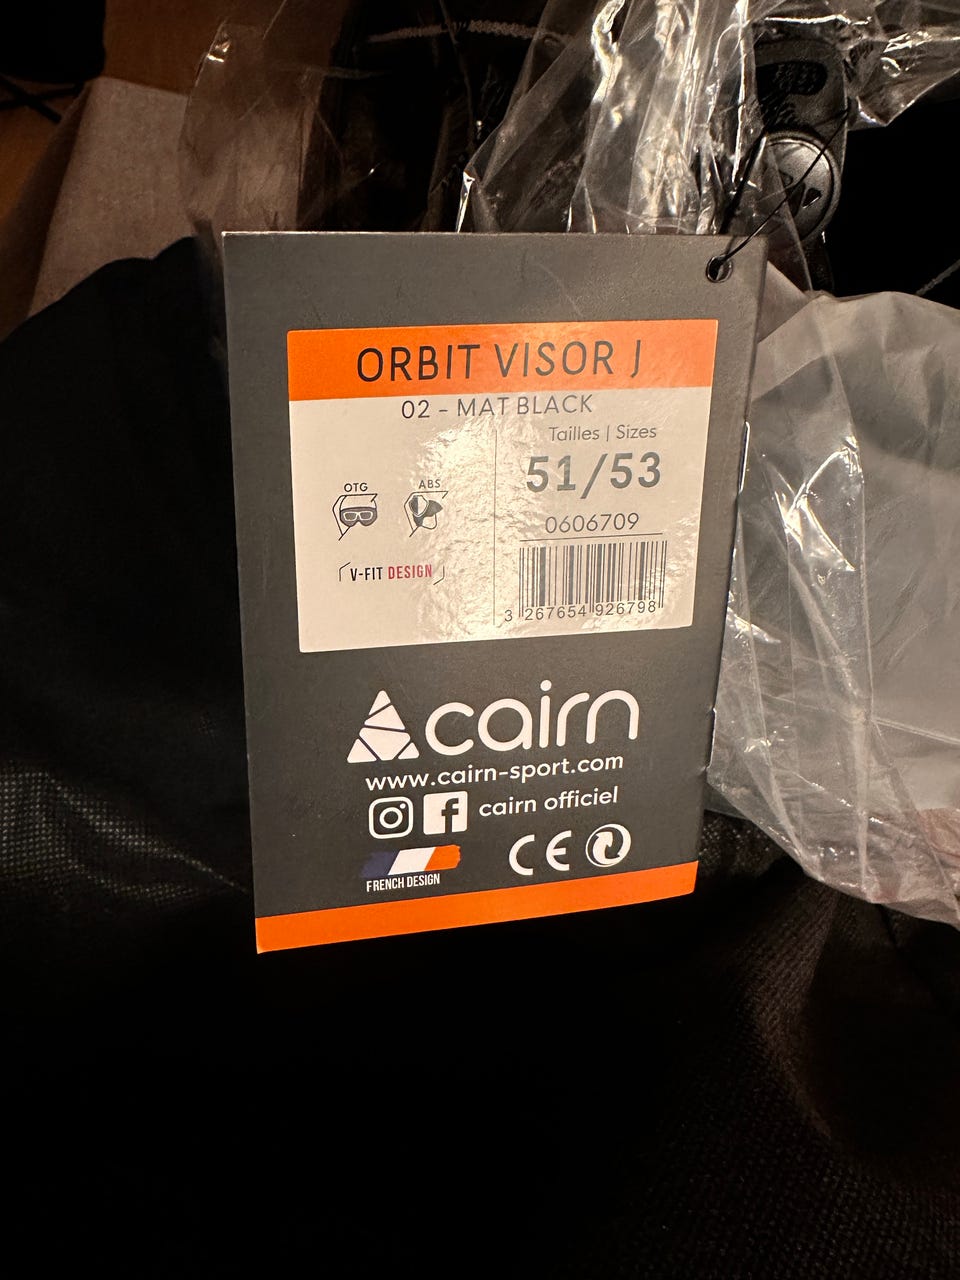 ORBIT VISOR J
02 - MAT BLACK
Tailles | Sizes
51/53
0606709
OTG
ABS
V-FIT DESIGN
3 267654 926798
cairn
www.cairn-sport.com
cairn officiel
FRENCH DESIGN
CE